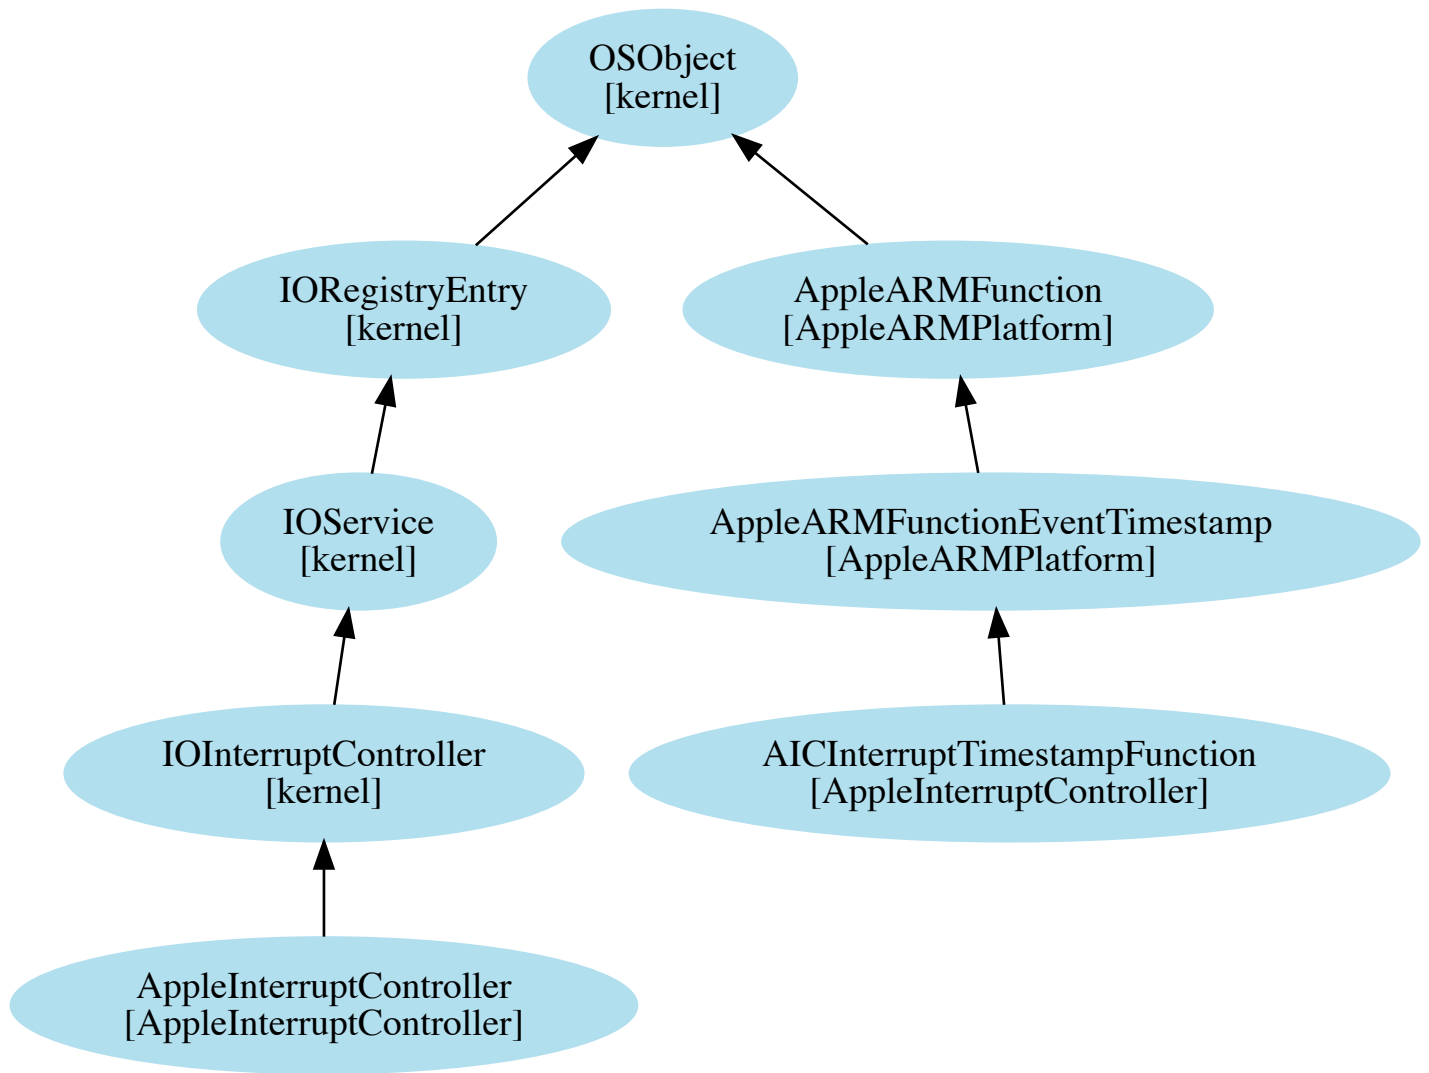 OSObject
[kernel]
IORegistryEntry
[kernel]
AppleARMFunction
[AppleARMPlatform]
IOService
[kernel]
AppleARMFunctionEventTimestamp
[AppleARMPlatform]
IOInterruptController
[kernel]
AICInterruptTimestampFunction
[AppleInterruptController]
AppleInterruptController
[AppleInterruptController]